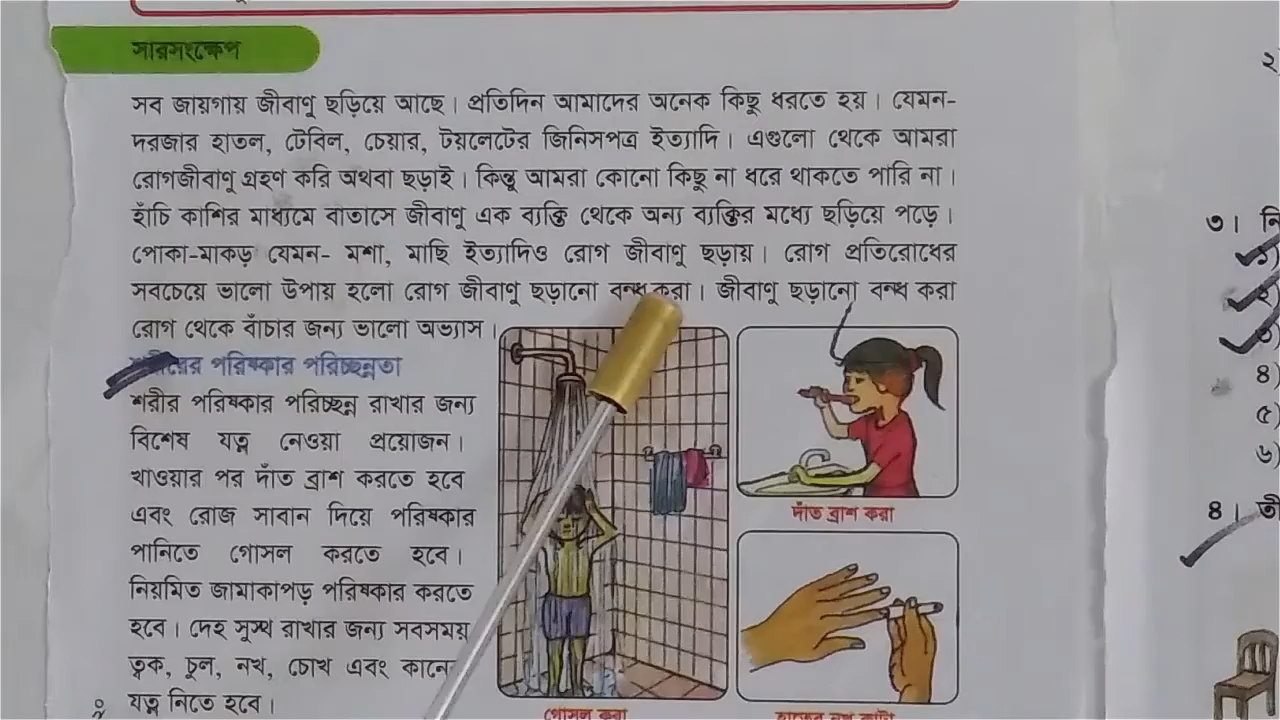 সারসংক্ষেপ
সব জায়গায় জীবাণু ছড়িয়ে আছে। প্রতিদিন আমাদের অনেক কিছু ধরতে হয়। যেমন-
দরজার হাতল, টেবিল, চেয়ার, টয়লেটের জিনিসপত্র ইত্যাদি। এগুলো থেকে আমরা
রোগজীবাণু গ্রহণ করি অথবা ছড়াই। কিন্তু আমরা কোনো কিছু না ধরে থাকতে পারি না।
হাঁচি কাশির মাধ্যমে বাতাসে জীবাণু এক ব্যক্তি থেকে অন্য ব্যক্তির মধ্যে ছড়িয়ে পড়ে।
পোকা-মাকড় যেমন- মশা, মাছি ইত্যাদিও রোগ জীবাণু ছড়ায়। রোগ প্রতিরোধের
সবচেয়ে ভালো উপায় হলো রোগ জীবাণু ছড়ানো বন্ধ করা। জীবাণু ছড়ানো বন্ধ করা
রোগ থেকে বাঁচার জন্য ভালো অভ্যাস।
পরিষ্কার পরিচ্ছন্নতা
শরীর পরিষ্কার পরিচ্ছন্ন রাখার জন্য
বিশেষ যত্ন নেওয়া প্রয়োজন।
খাওয়ার পর দাঁত ব্রাশ করতে হবে
এবং রোজ সাবান দিয়ে পরিষ্কার
পানিতে গোসল করতে হবে।
নিয়মিত জামাকাপড় পরিষ্কার করতে
হবে। দেহ সুস্থ রাখার জন্য সবসময়
ত্বক, চুল, নখ, চোখ এবং কানের
যত্ন নিতে হবে।
দাঁত ব্রাশ করা
গোসল করা
হাতের নখ কাটা
২
৩।
৪)
৫)
৬)
৪।